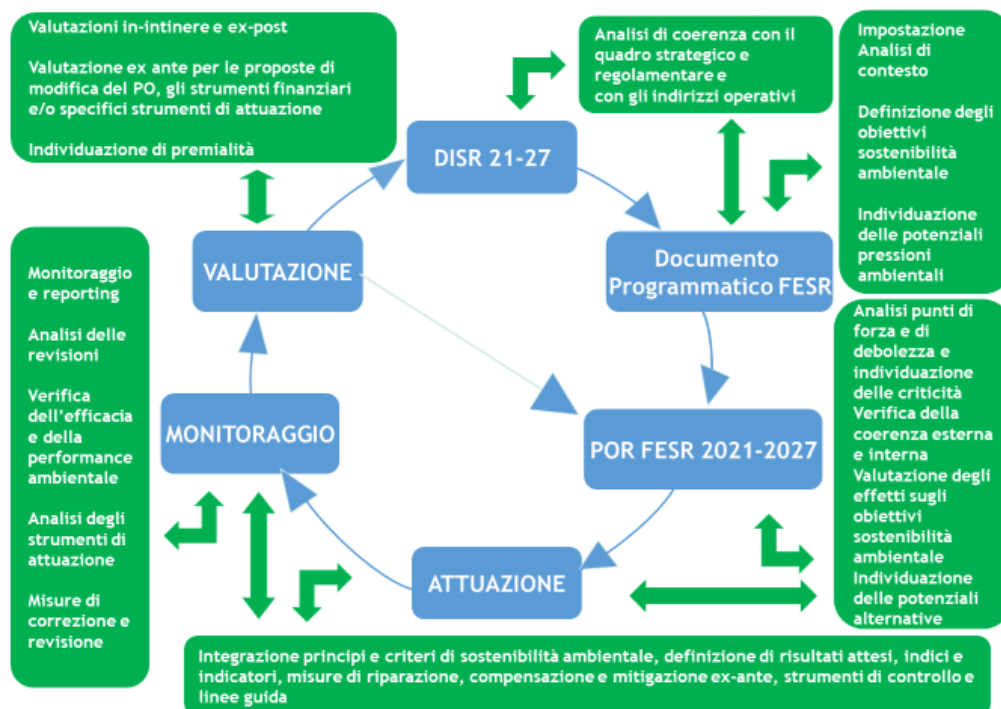 Valutazioni in-intinere e ex-post
Valutazione ex ante per le proposte di
modifica del PO, gli strumenti finanziari
e/o specifici strumenti di attuazione
Individuazione di premialità
Analisi di coerenza con il
quadro strategico e
regolamentare e
con gli indirizzi operativi
Impostazione
Analisi di
contesto
Definizione degli
obiettivi
sostenibilità
ambientale
Individuazione
delle potenziali
pressioni
ambientali
DISR 21-27
VALUTAZIONE
Documento
Programmatico FESR
Monitoraggio
e reporting
Analisi delle
revisioni
Verifica
dell'efficacia
e della
performance
ambientale
Analisi degli
strumenti di
attuazione
Misure di
correzione e
revisione
MONITORAGGIO
POR FESR 2021-2027
Analisi punti di
forza e di
debolezza e
individuazione
delle criticità
Verifica della
coerenza esterna
e interna
Valutazione degli
effetti sugli
obiettivi
sostenibilità
ambientale
Individuazione
delle potenziali
alternative
ATTUAZIONE
Integrazione principi e criteri di sostenibilità ambientale, definizione di risultati attesi, indici e
indicatori, misure di riparazione, compensazione e mitigazione ex-ante, strumenti di controllo e
linee guida